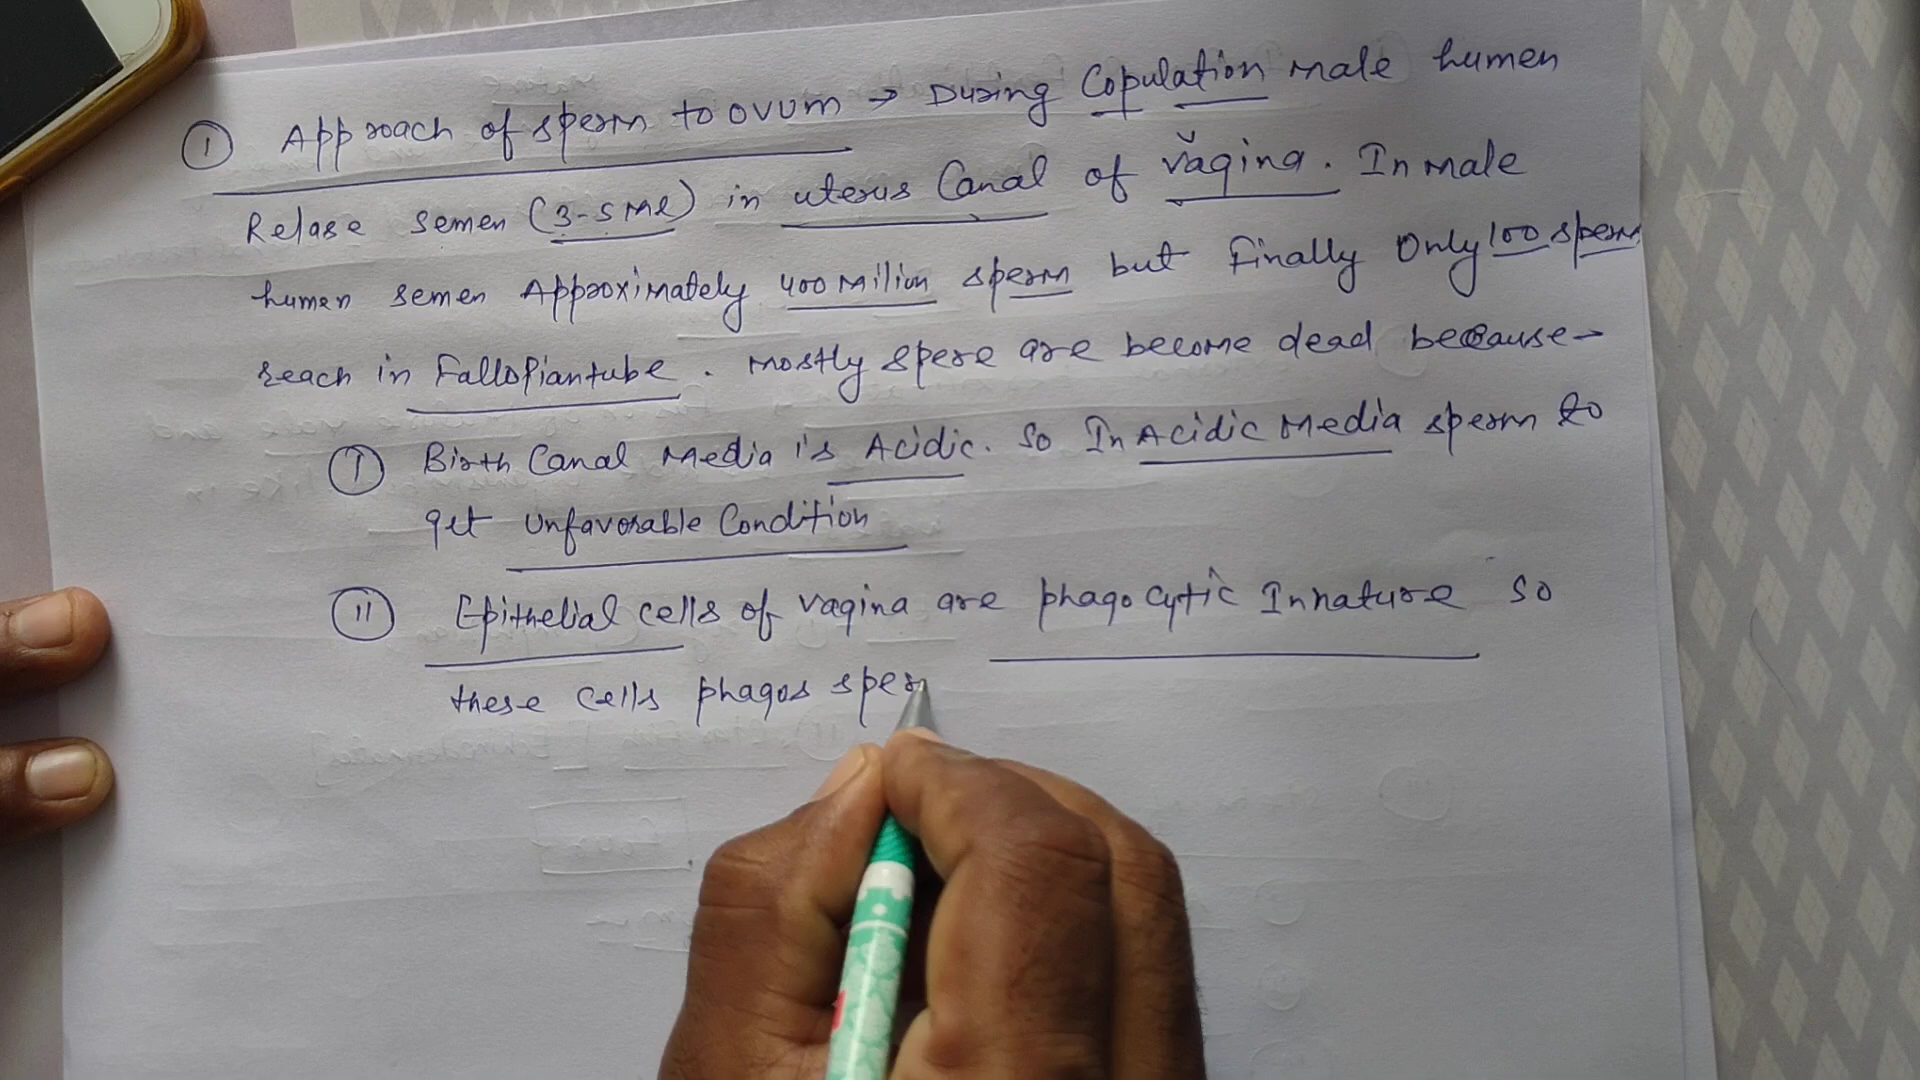 ① Approach of sperm to ovum → During Copulation male humen
Relase semen (3-5 Ml) in uterus Canal of vagina. In male
humen semen Approximately 400 Million sperm but finally only 100 sperm
reach in Fallopiantube. Mostly spere are become dead because→
Ⓘ Birth Canal Media is Acidic. So In Acidic Media sperm to
get unfavorable Condition
(II) Epithelial cells of vagina are phagocytic Innature so
these cells phagos sper